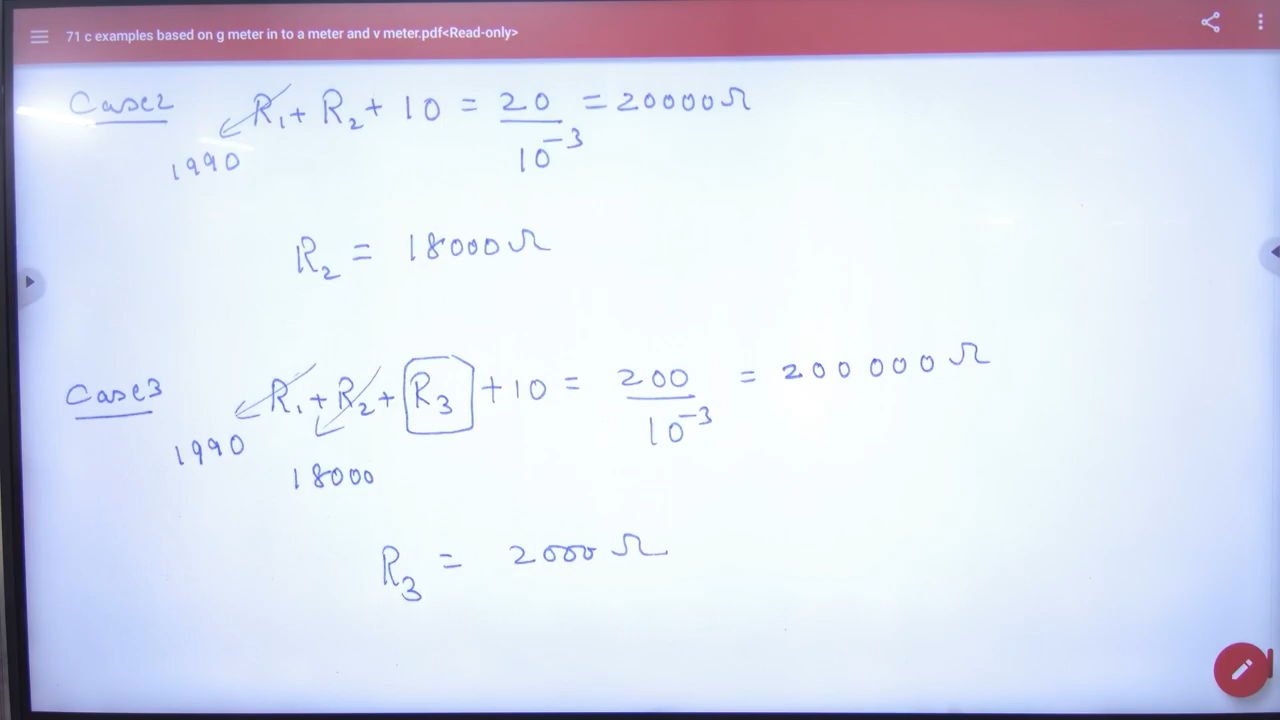 71 c examples based on g meter in to a meter and v meter.pdf<Read-only>
Case2 R₁ + R₂ + 10 = 20/10⁻³ = 20000Ω
1990
R₂ = 18000Ω
Case3 R₁ + R₂ + R₃ + 10 = 200/10⁻³ = 200000Ω
1990
18000
R₃ = 2000Ω